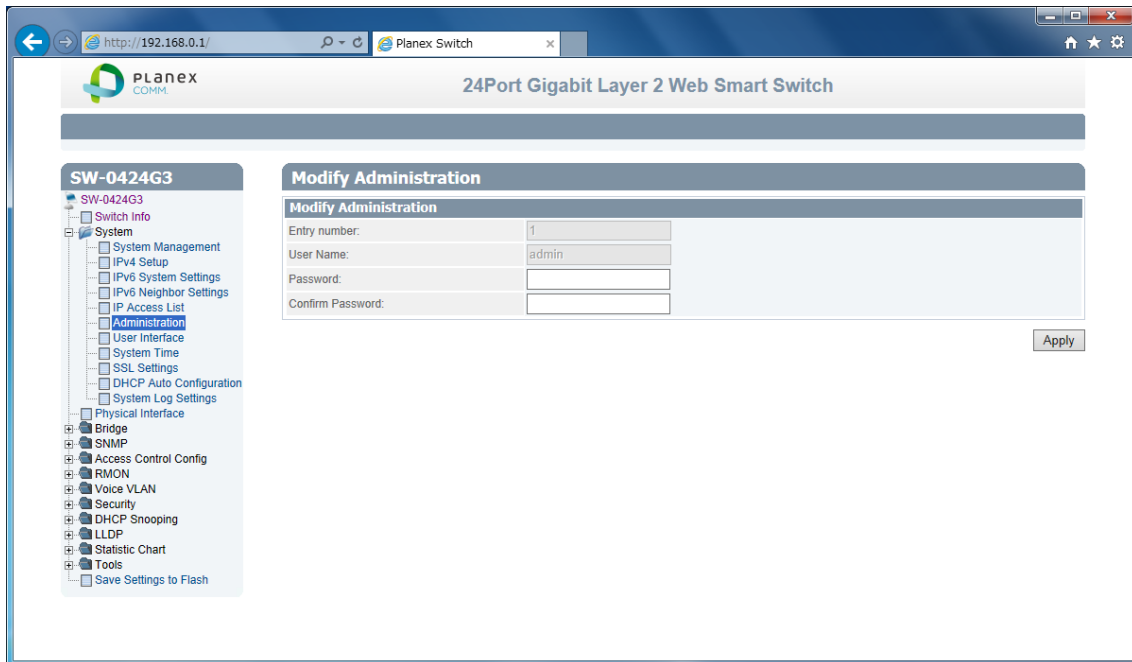 http://192.168.0.1/
Planex Switch
PLANEX
COMM.
24Port Gigabit Layer 2 Web Smart Switch
SW-0424G3
SW-0424G3
Switch Info
System
System Management
IPv4 Setup
IPv6 System Settings
IPv6 Neighbor Settings
IP Access List
Administration
User Interface
System Time
SSL Settings
DHCP Auto Configuration
System Log Settings
Physical Interface
Bridge
SNMP
Access Control Config
RMON
Voice VLAN
Security
DHCP Snooping
LLDP
Statistic Chart
Tools
Save Settings to Flash
Modify Administration
Modify Administration
Entry number: 1
User Name: admin
Password:
Confirm Password:
Apply